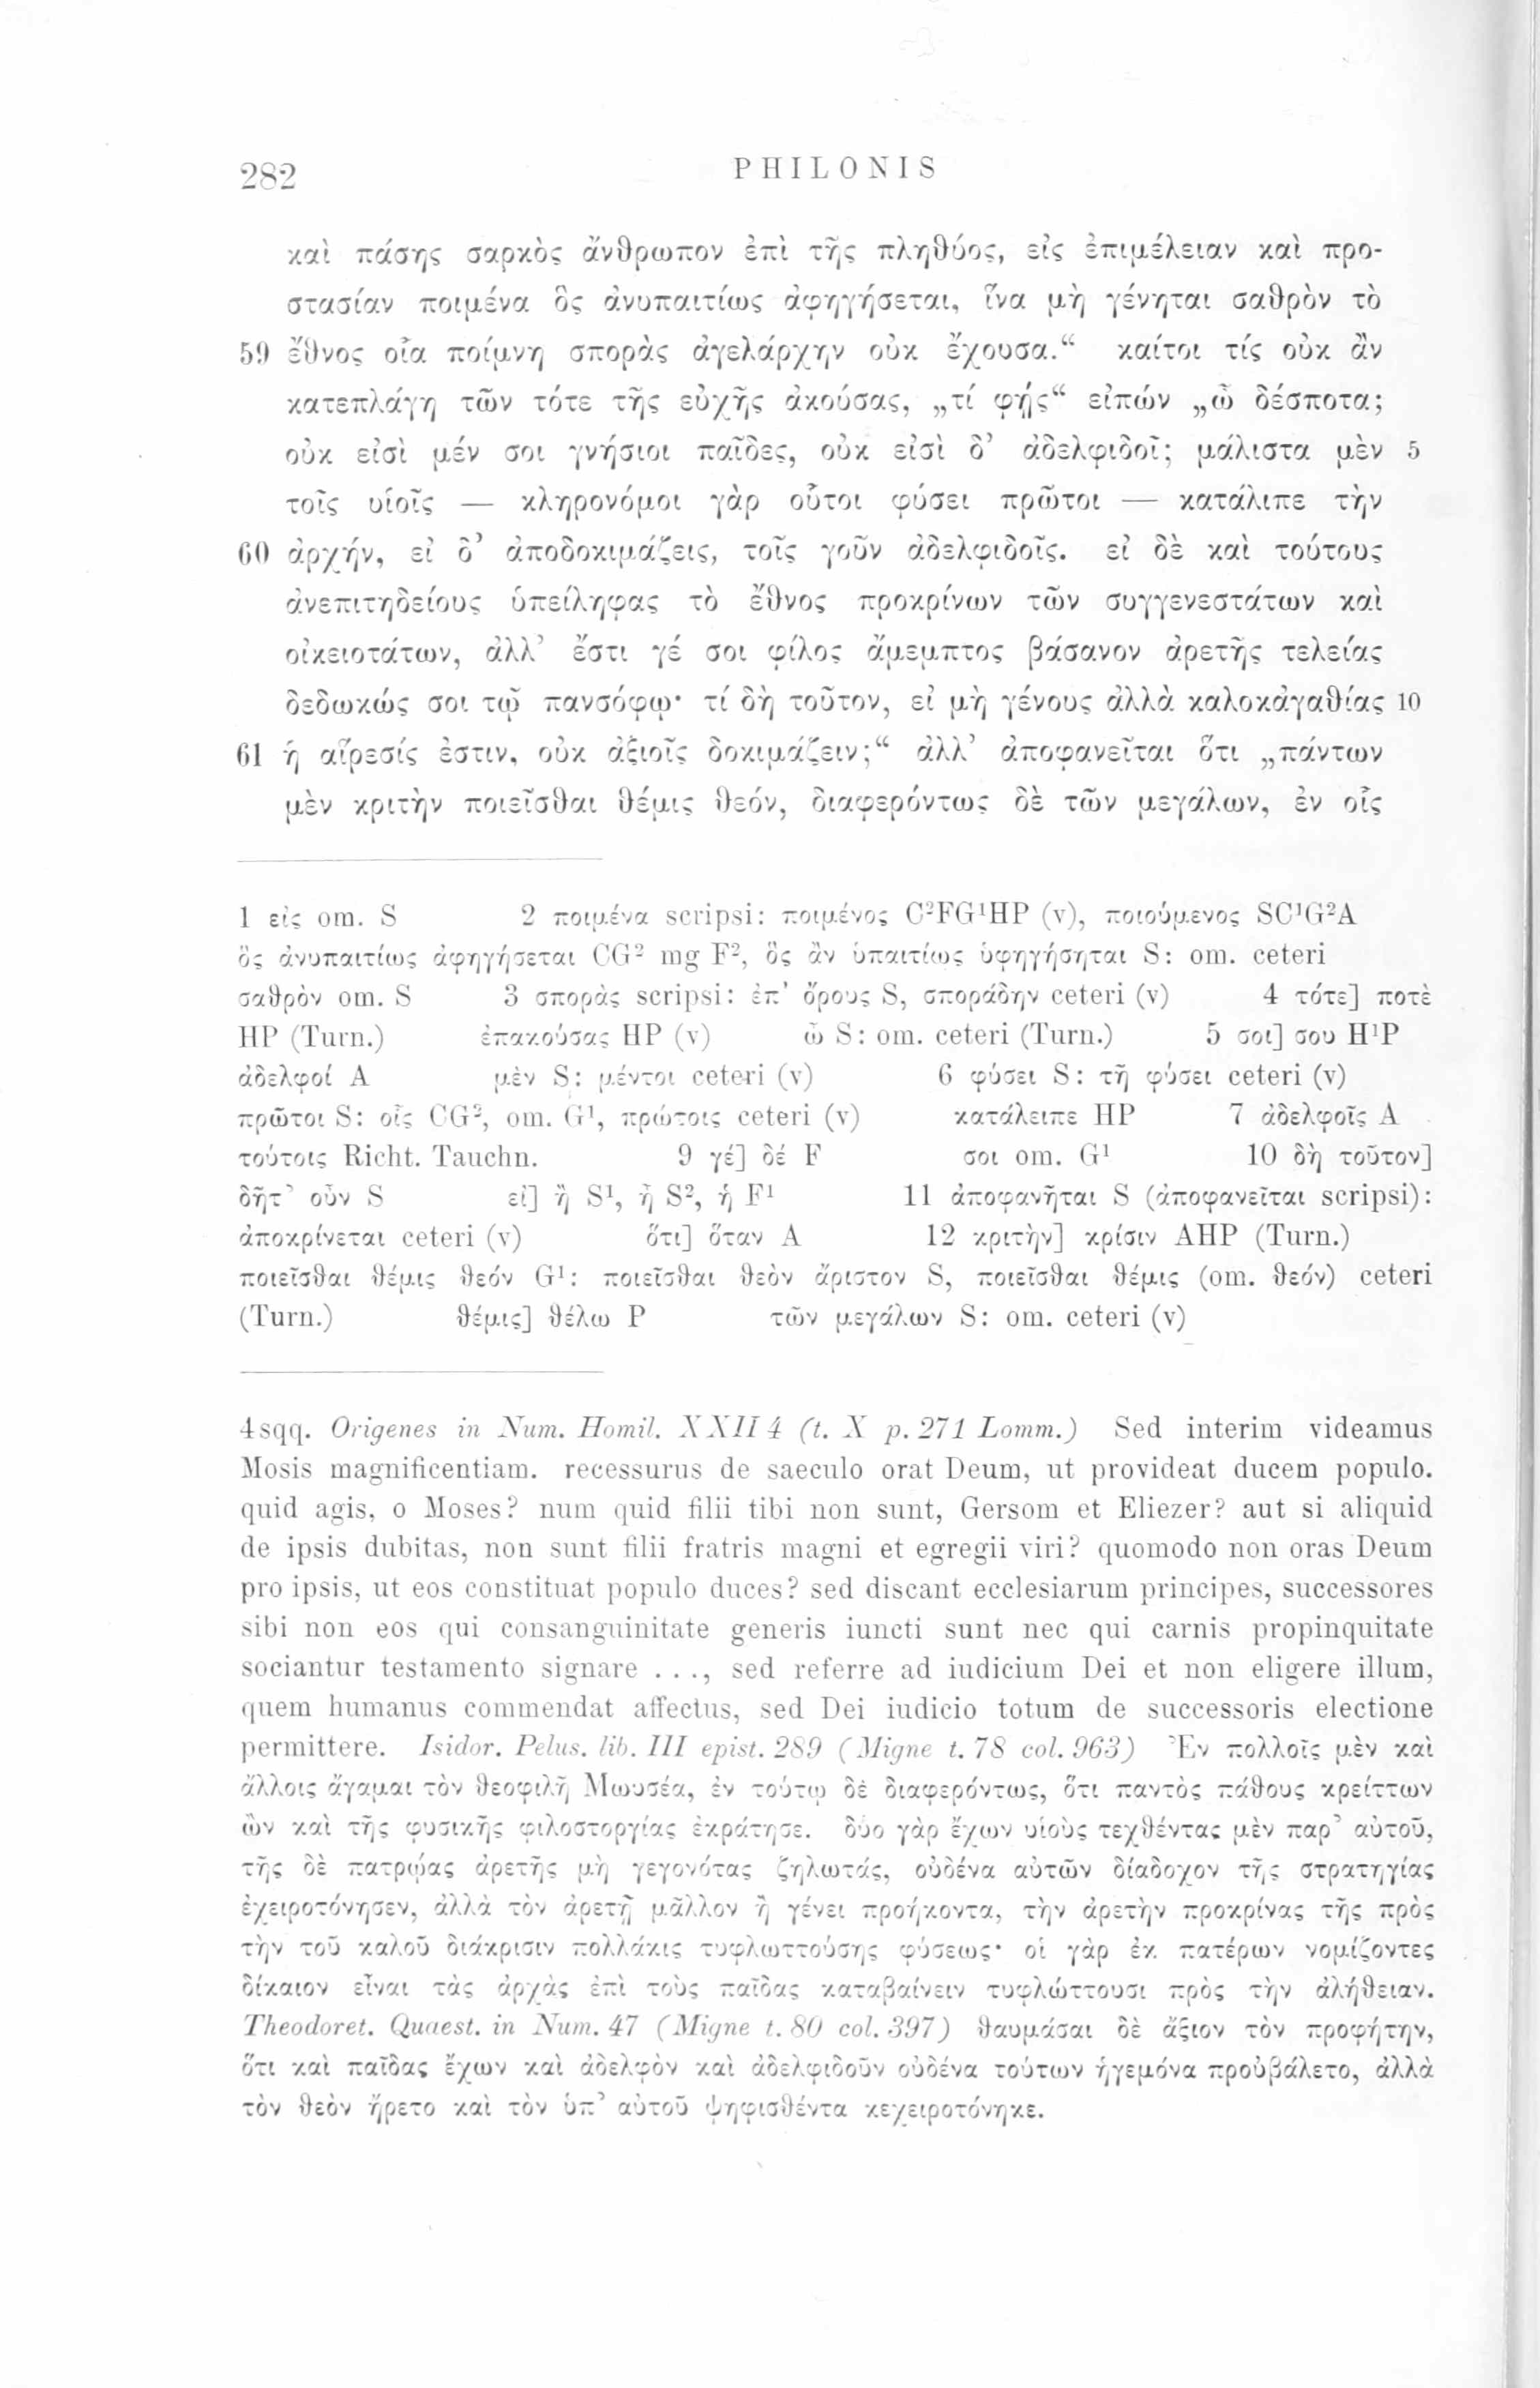 282
PHILONIS
καὶ πάσης σαρκὸς ἄνθρωπον ἐπὶ τῆς πληθύος, εἰς ἐπιμέλειαν καὶ προ-
στασίαν ποιμένα ὃς ἀνυπαιτίως ἀφηγήσεται, ἵνα μὴ γένηται σαθρὸν τὸ
59 ἔθνος οἷα ποίμνη σπορὰς ἀγελάρχην οὐκ ἔχουσα.“ καίτοι τίς οὐκ ἂν
κατεπλάγη τῶν τότε τῆς εὐχῆς ἀκούσας, „τί φῄς“ εἰπών „ὦ δέσποτα;
οὐκ εἰσὶ μέν σοι γνήσιοι παῖδες, οὐκ εἰσὶ δ’ ἀδελφιδοῖ; μάλιστα μὲν 5
τοῖς υἱοῖς — κληρονόμοι γὰρ οὗτοι φύσει πρῶτοι — κατάλιπε τὴν
60 ἀρχήν, εἰ δ’ ἀποδοκιμάζεις, τοῖς γοῦν ἀδελφιδοῖς. εἰ δὲ καὶ τούτους
ἀνεπιτηδείους ὑπείληφας τὸ ἔθνος προκρίνων τῶν συγγενεστάτων καὶ
οἰκειοτάτων, ἀλλ’ ἔστι γέ σοι φίλος ἄμεμπτος βάσανον ἀρετῆς τελείας
δεδωκώς σοι τῷ πανσόφῳ· τί δὴ τοῦτον, εἰ μὴ γένους ἀλλὰ καλοκἀγαθίας 10
61 ἡ αἵρεσίς ἐστιν, οὐκ ἀξιοῖς δοκιμάζειν;“ ἀλλ’ ἀποφανεῖται ὅτι „πάντων
μὲν κριτὴν ποιεῖσθαι θέμις θεόν, διαφερόντως δὲ τῶν μεγάλων, ἐν οἷς
1 εἰς om. S 2 ποιμένα scripsi: ποιμένος C²FG¹HP (v), ποιούμενος SC¹G²A
ὃς ἀνυπαιτίως ἀφηγήσεται CG² mg F², ὃς ἂν ὑπαιτίως ὑφηγήσηται S: om. ceteri
σαθρὸν om. S 3 σπορὰς scripsi: ἐπ’ ὄρους S, σποράδην ceteri (v) 4 τότε] ποτὲ
HP (Turn.) ἐπακούσας HP (v) ὦ S: om. ceteri (Turn.) 5 σοι] σου H¹P
ἀδελφοί A μὲν S: μέντοι ceteri (v) 6 φύσει S: τῇ φύσει ceteri (v)
πρῶτοι S: οἷς CG², om. G¹, πρώτοις ceteri (v) κατάλειπε HP 7 ἀδελφοῖς A
τούτοις Richt. Tauchn. 9 γέ] δέ F σοι om. G¹ 10 δὴ τοῦτον]
δῆτ’ οὖν S εἰ] ἢ S¹, ᾖ S², ἡ F¹ 11 ἀποφανῆται S (ἀποφανεῖται scripsi):
ἀποκρίνεται ceteri (v) ὅτι] ὅταν A 12 κριτὴν] κρίσιν AHP (Turn.)
ποιεῖσθαι θέμις θεόν G¹: ποιεῖσθαι θεὸν ἄριστον S, ποιεῖσθαι θέμις (om. θεόν) ceteri
(Turn.) θέμις] θέλω P τῶν μεγάλων S: om. ceteri (v)
4sqq. Origenes in Num. Homil. XXII 4 (t. X p. 271 Lomm.) Sed interim videamus
Mosis magnificentiam. recessurus de saeculo orat Deum, ut provideat ducem populo.
quid agis, o Moses? num quid filii tibi non sunt, Gersom et Eliezer? aut si aliquid
de ipsis dubitas, non sunt filii fratris magni et egregii viri? quomodo non oras Deum
pro ipsis, ut eos constituat populo duces? sed discant ecclesiarum principes, successores
sibi non eos qui consanguinitate generis iuncti sunt nec qui carnis propinquitate
sociantur testamento signare . . ., sed referre ad iudicium Dei et non eligere illum,
quem humanus commendat affectus, sed Dei iudicio totum de successoris electione
permittere. Isidor. Pelus. lib. III epist. 289 (Migne t. 78 col. 963) Ἐν πολλοῖς μὲν καὶ
ἄλλοις ἄγαμαι τὸν θεοφιλῆ Μωυσέα, ἐν τούτῳ δὲ διαφερόντως, ὅτι παντὸς πάθους κρείττων
ὢν καὶ τῆς φυσικῆς φιλοστοργίας ἐκράτησε. δύο γὰρ ἔχων υἱοὺς τεχθέντας μὲν παρ’ αὐτοῦ,
τῆς δὲ πατρῴας ἀρετῆς μὴ γεγονότας ζηλωτάς, οὐδένα αὐτῶν δίαδοχον τῆς στρατηγίας
ἐχειροτόνησεν, ἀλλὰ τὸν ἀρετῇ μᾶλλον ἢ γένει προήκοντα, τὴν ἀρετὴν προκρίνας τῆς πρὸς
τὴν τοῦ καλοῦ διάκρισιν πολλάκις τυφλωττούσης φύσεως· οἱ γὰρ ἐκ πατέρων νομίζοντες
δίκαιον εἶναι τὰς ἀρχὰς ἐπὶ τοὺς παῖδας καταβαίνειν τυφλώττουσι πρὸς τὴν ἀλήθειαν.
Theodoret. Quaest. in Num. 47 (Migne t. 80 col. 397) θαυμάσαι δὲ ἄξιον τὸν προφήτην,
ὅτι καὶ παῖδας ἔχων καὶ ἀδελφὸν καὶ ἀδελφιδοῦν οὐδένα τούτων ἡγεμόνα προὐβάλετο, ἀλλὰ
τὸν θεὸν ἤρετο καὶ τὸν ὑπ’ αὐτοῦ ψηφισθέντα κεχειροτόνηκε.